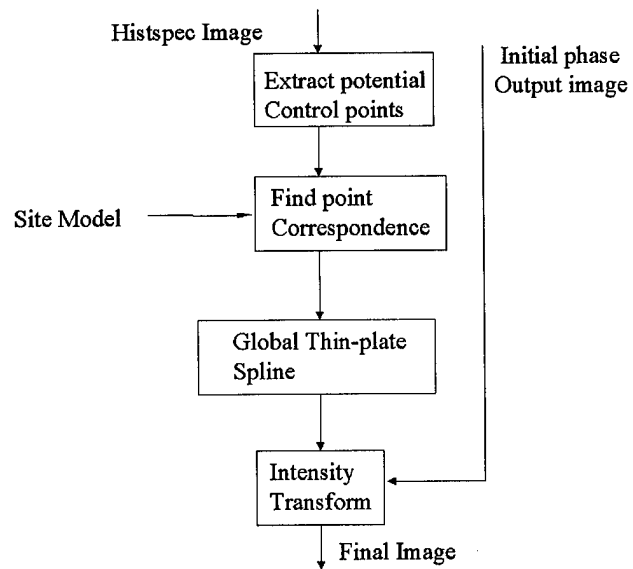 Histspec Image
Initial phase
Output image
Extract potential
Control points
Find point
Correspondence
Site Model
Global Thin-plate
Spline
Intensity
Transform
Final Image